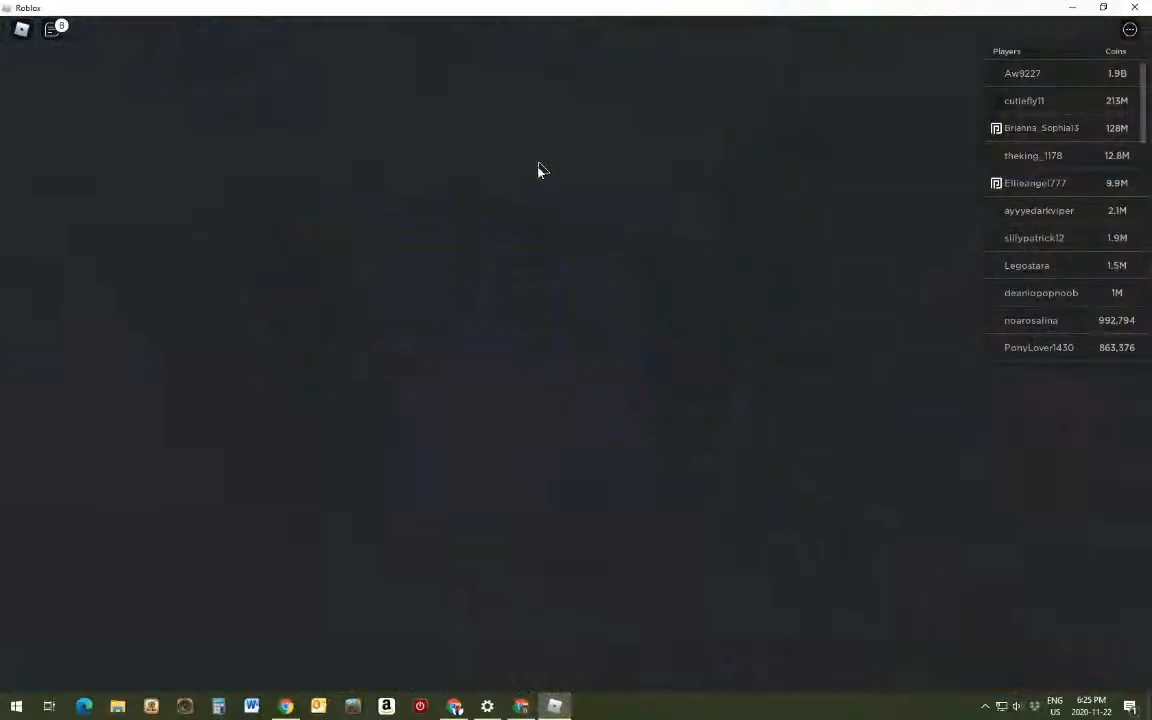 Roblox
8
Players Coins
Aw9227 1.9B
cutiefly11 213M
Brianna_Sophia13 128M
theking_1178 12.8M
Ellieangel777 9.9M
ayyyedarkviper 2.1M
sillypatrick12 1.9M
Legostara 1.5M
deaniopopnoob 1M
noarosalina 992,794
PonyLover1430 863,376
ENG 6:25 PM
US 2020-11-22